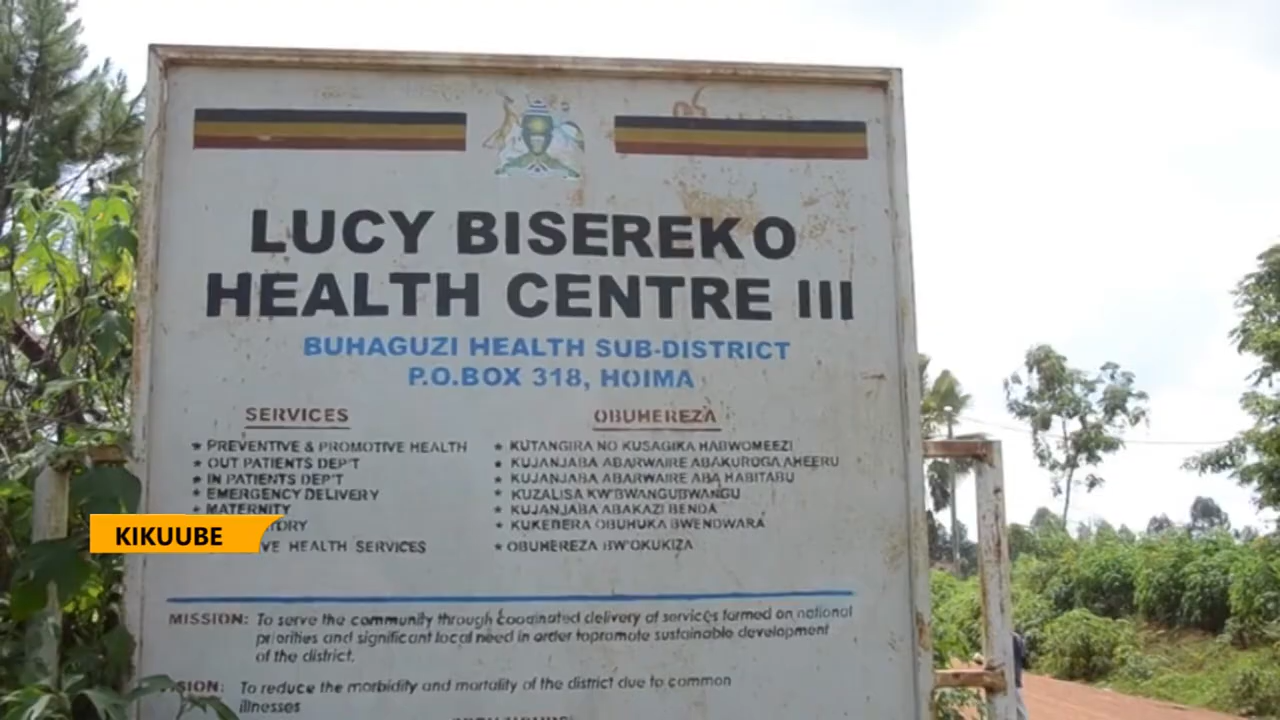 LUCY BISEREKO
HEALTH CENTRE III
BUHAGUZI HEALTH SUB-DISTRICT
P.O.BOX 318, HOIMA
SERVICES
* PREVENTIVE & PROMOTIVE HEALTH
* OUT PATIENTS DEP'T
* IN PATIENTS DEP'T
* EMERGENCY DELIVERY
* MATERNITY
HEALTH SERVICES
OBUHEREZA
* KUTANGIRA NO KUSAGIKA HABWOMEEZI
* KUJANJABA ABARWAIRE ABAKURUGA AHEERU
* KUJANJABA ABARWAIRE ABA HABITABU
* KUZALISA KW'BWANGUBWANGU
* KUJANJABA ABAKAZI BENDA
* KUKEBERA OBUHUKA BWENDWARA
* OBUHEREZA BW'OKUKIZA
KIKUUBE
MISSION: To serve the community through coordinated delivery of services formed on national
priorities and significant local need in order topromote sustainable development
of the district.
To reduce the morbidity and mortality of the district due to common
illnesses